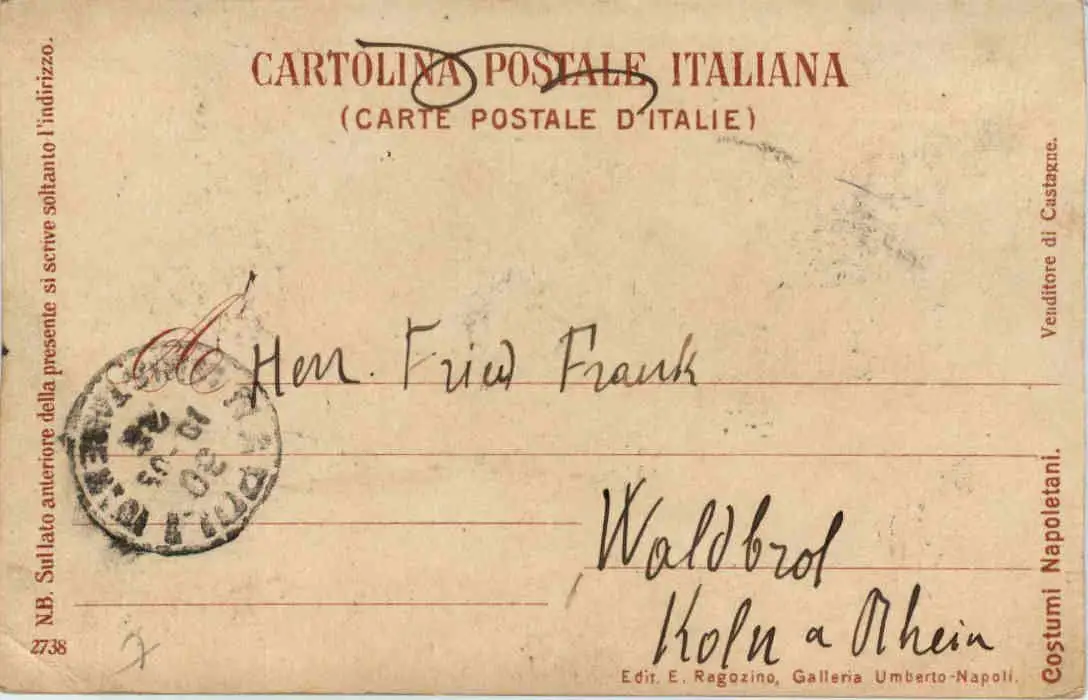 CARTOLINA POSTALE ITALIANA
(CARTE POSTALE D'ITALIE)
N.B. Sul lato anteriore della presente si scrive soltanto l'indirizzo.
Venditore di Castagne.
A
Herr. Fried Frank
NAPOLI
Waldbrol
Koln a Rhein
Costumi Napoletani.
2738
Edit. E. Ragozino, Galleria Umberto-Napoli.